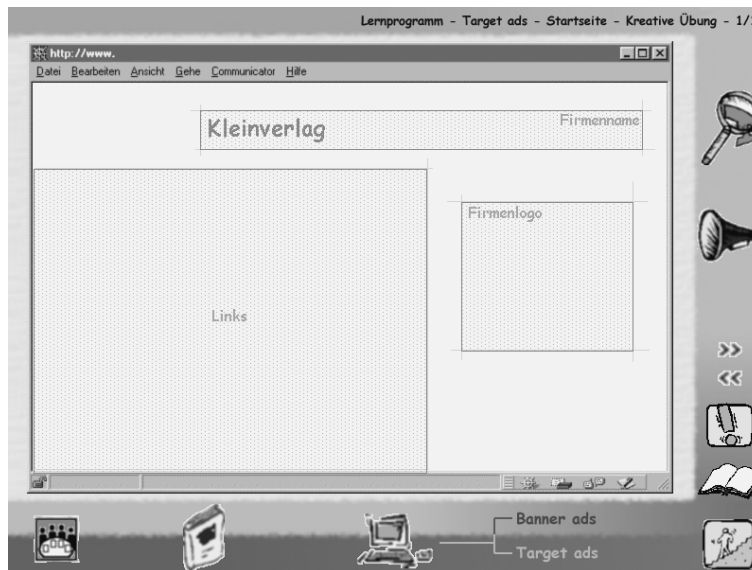 Lernprogramm - Target ads - Startseite - Kreative Übung - 1/
http://www.
Datei Bearbeiten Ansicht Gehe Communicator Hilfe
Kleinverlag
Firmenname
Firmenlogo
Links
>>
<<
Banner ads
Target ads